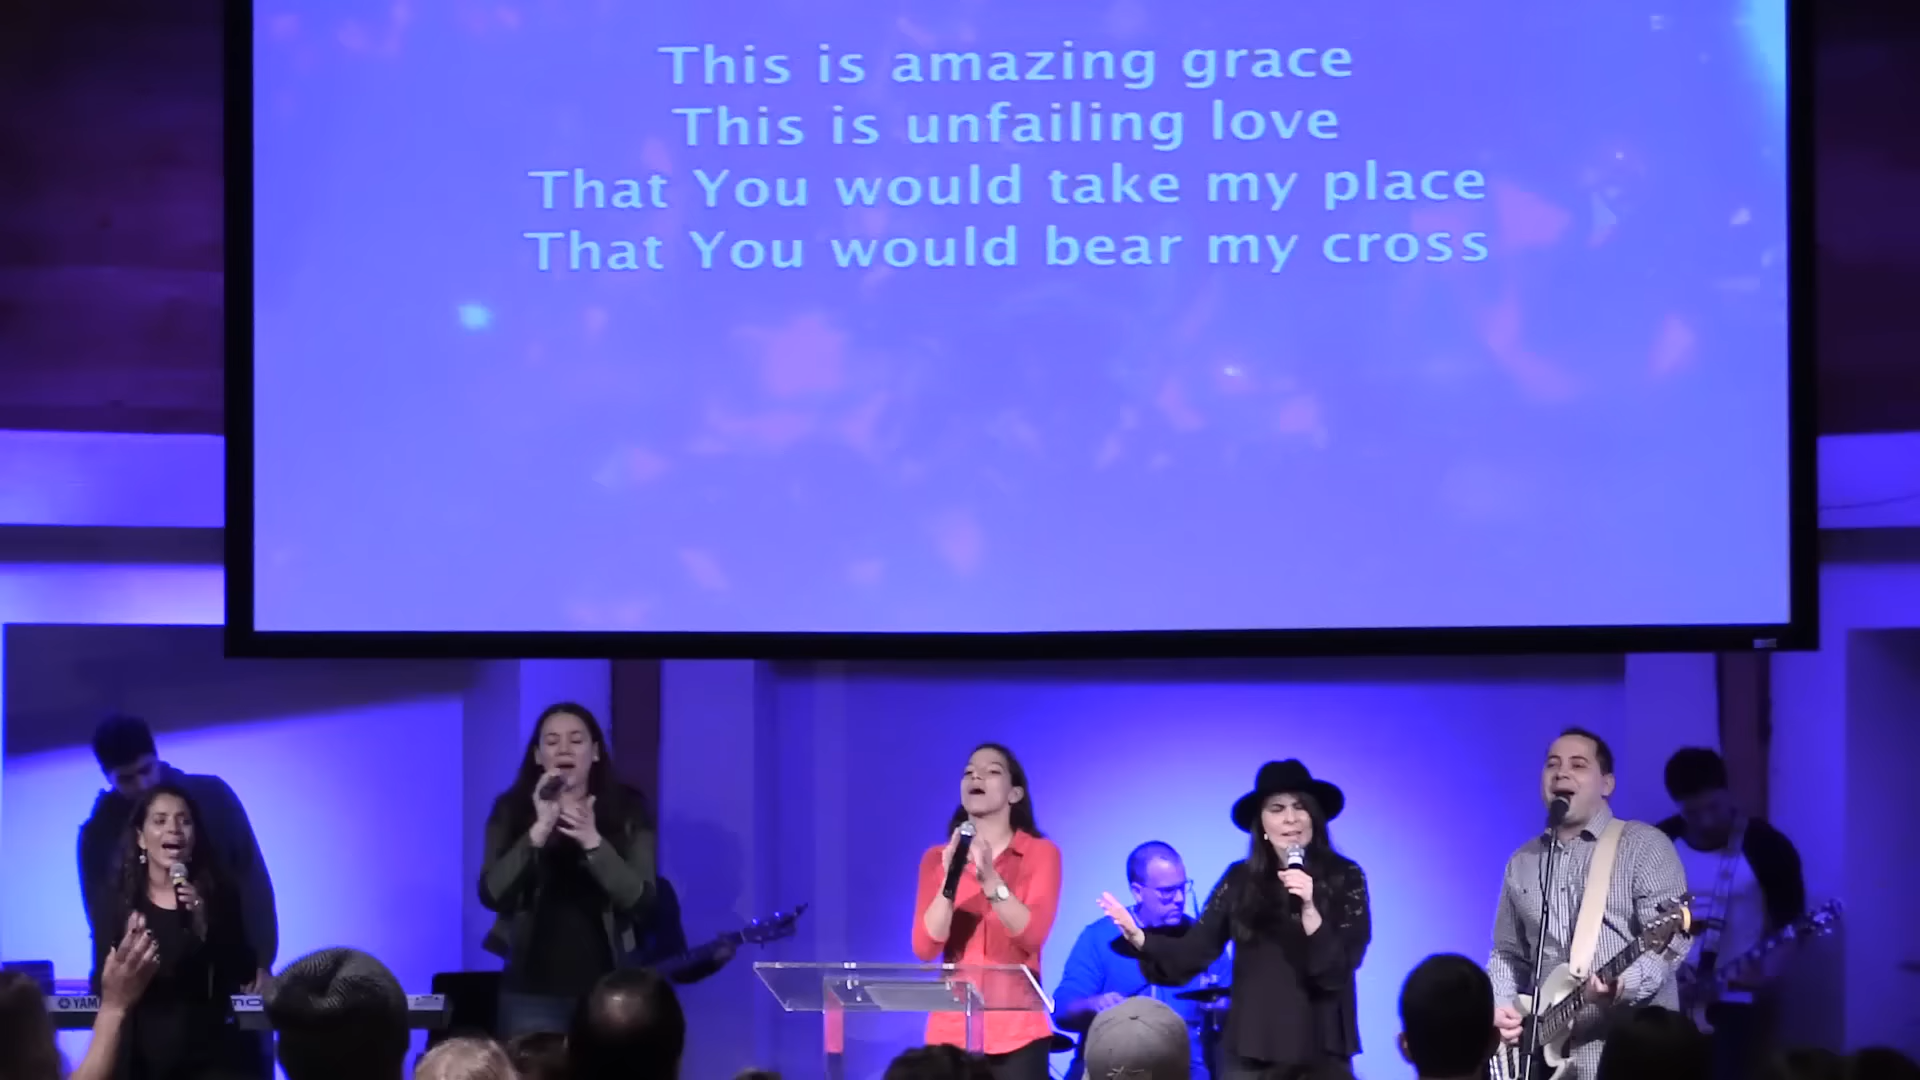 This is amazing grace
This is unfailing love
That You would take my place
That You would bear my cross
YAM